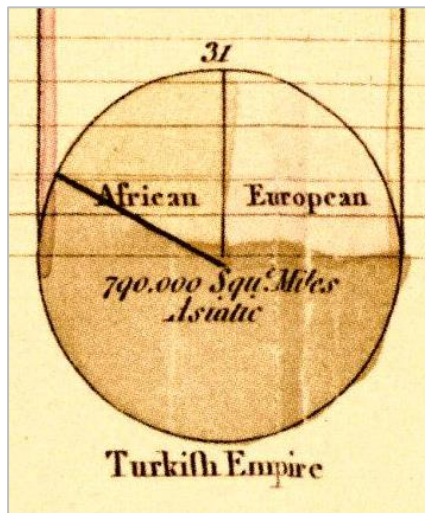 31
African European
790.000 Squ.ᵉ Miles
Asiatic
Turkiſh Empire